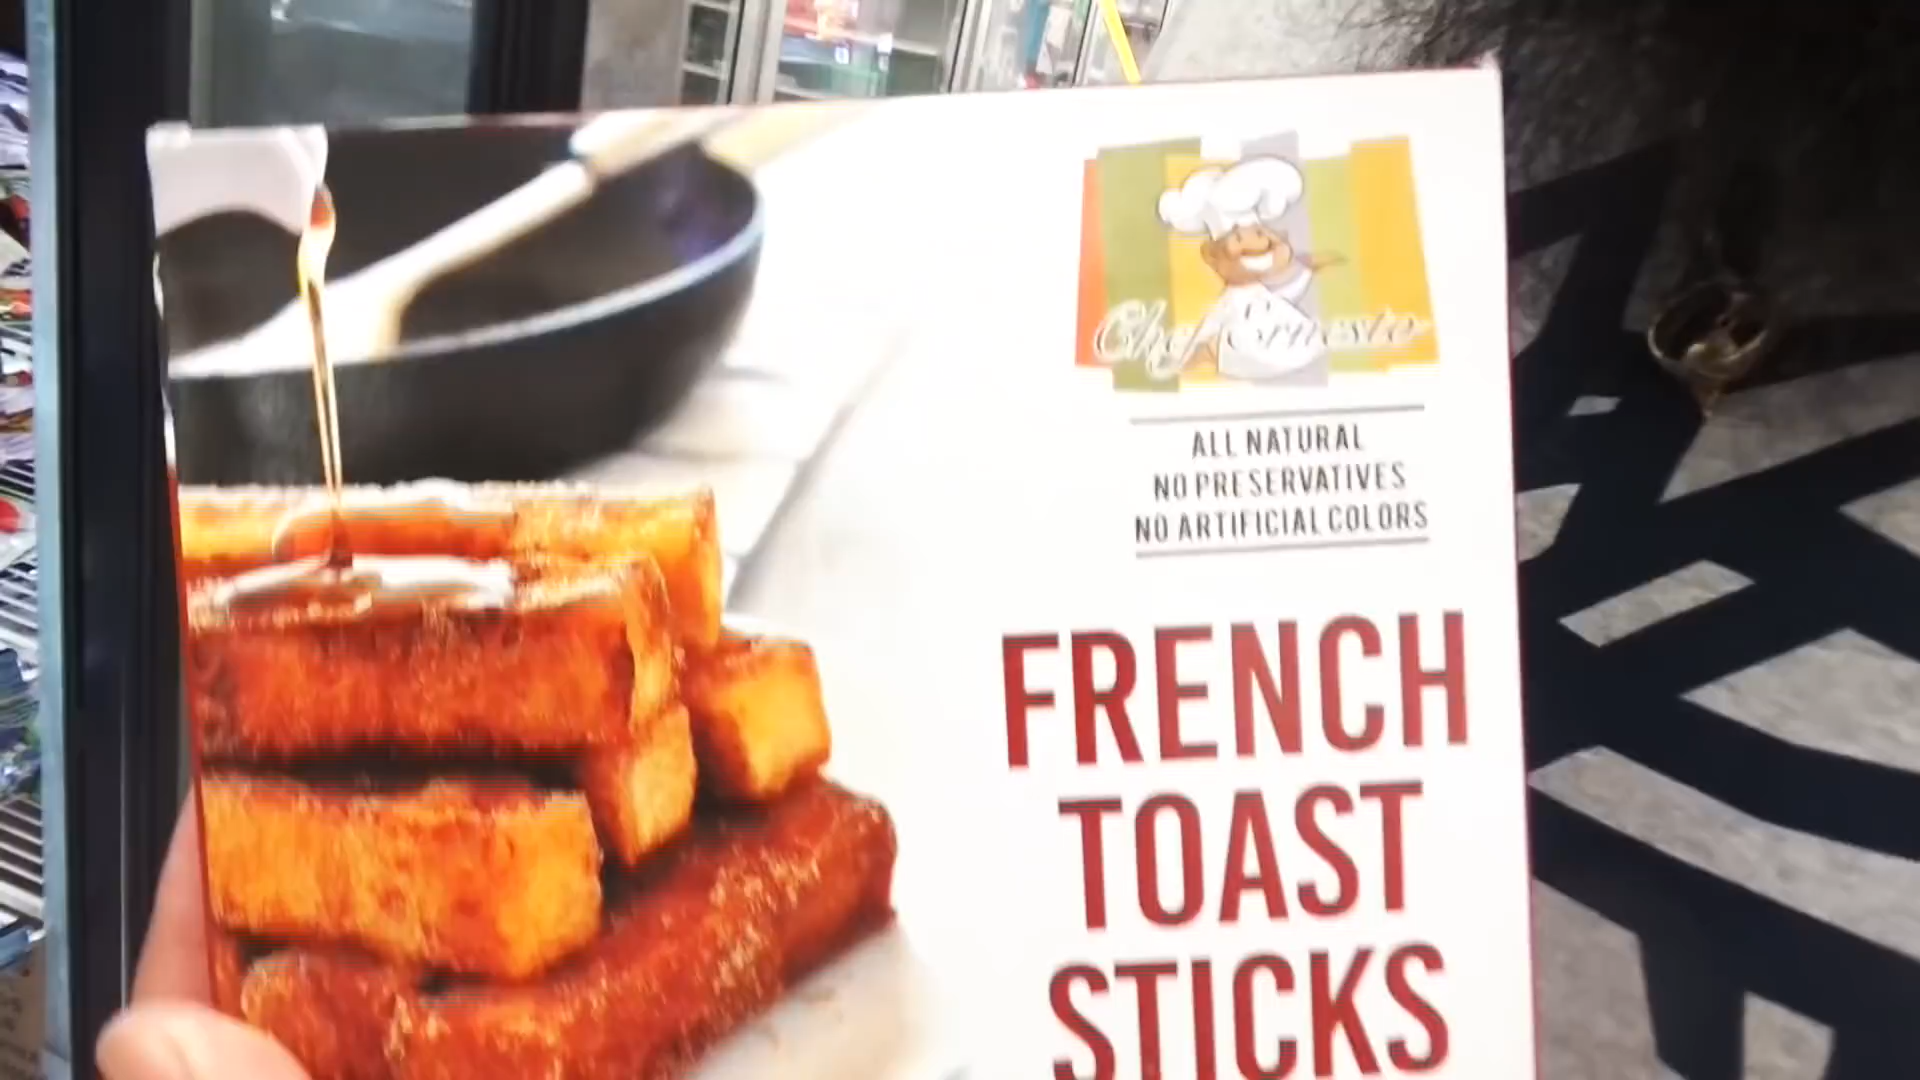 Chef Ernesto
ALL NATURAL
NO PRESERVATIVES
NO ARTIFICIAL COLORS
FRENCH
TOAST
STICKS